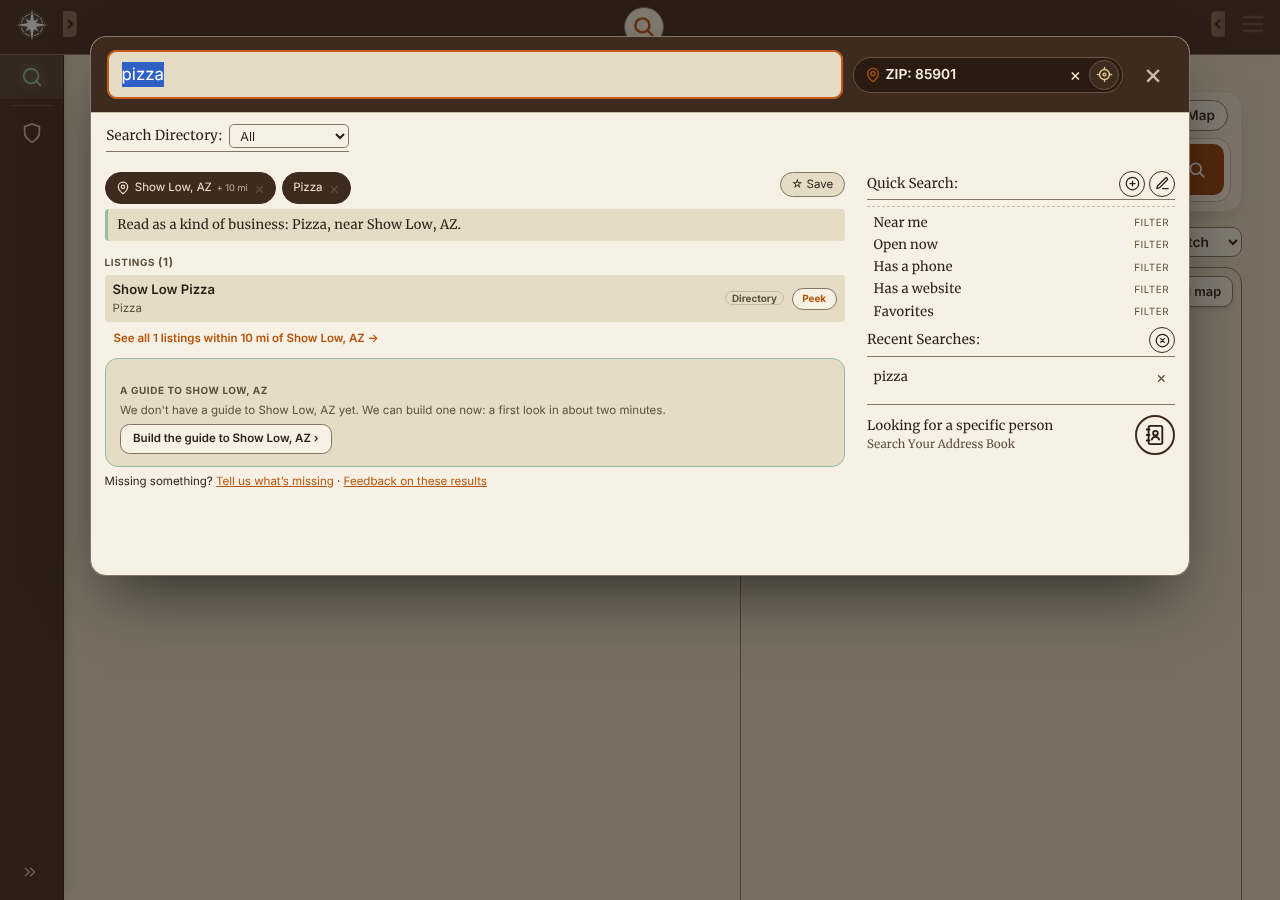 pizza
ZIP: 85901
×
Map
Search Directory: All
Show Low, AZ + 10 mi ×
Pizza ×
☆ Save
Read as a kind of business: Pizza, near Show Low, AZ.
LISTINGS (1)
Show Low Pizza
Pizza
Directory
Peek
See all 1 listings within 10 mi of Show Low, AZ →
A GUIDE TO SHOW LOW, AZ
We don't have a guide to Show Low, AZ yet. We can build one now: a first look in about two minutes.
Build the guide to Show Low, AZ ›
Missing something? Tell us what's missing · Feedback on these results
Quick Search:
Near me FILTER
Open now FILTER
Has a phone FILTER
Has a website FILTER
Favorites FILTER
Recent Searches:
pizza ×
Looking for a specific person
Search Your Address Book
tch
map